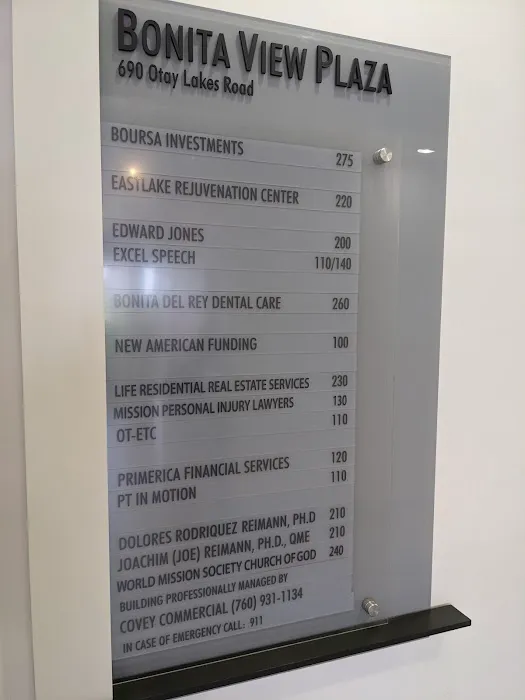 BONITA VIEW PLAZA
690 Otay Lakes Road
BOURSA INVESTMENTS 275
EASTLAKE REJUVENATION CENTER 220
EDWARD JONES 200
EXCEL SPEECH 110/140
BONITA DEL REY DENTAL CARE 260
NEW AMERICAN FUNDING 100
LIFE RESIDENTIAL REAL ESTATE SERVICES 230
MISSION PERSONAL INJURY LAWYERS 130
OT-ETC 110
PRIMERICA FINANCIAL SERVICES 120
PT IN MOTION 110
DOLORES RODRIQUEZ REIMANN, PH.D 210
JOACHIM (JOE) REIMANN, PH.D., QME 210
WORLD MISSION SOCIETY CHURCH OF GOD 240
BUILDING PROFESSIONALLY MANAGED BY
COVEY COMMERCIAL (760) 931-1134
IN CASE OF EMERGENCY CALL: 911